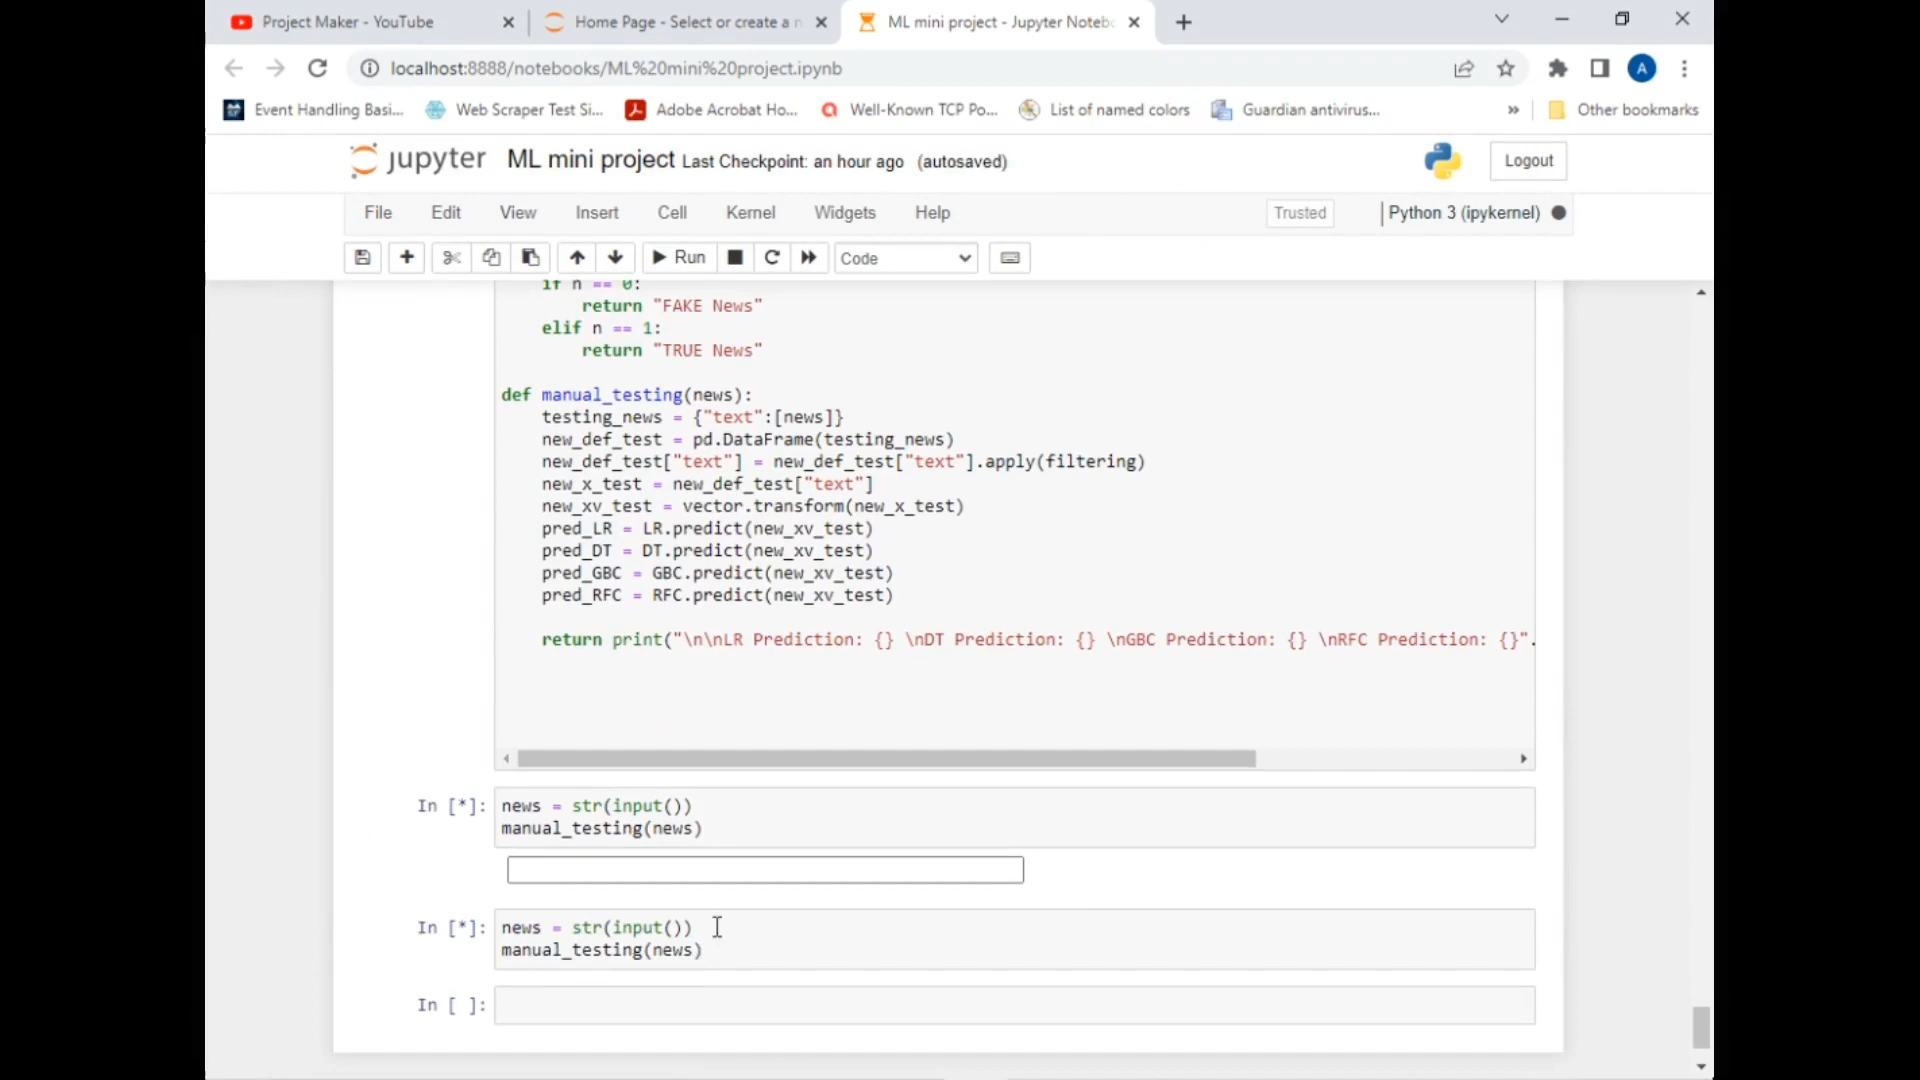 Project Maker - YouTube
Home Page - Select or create a n
ML mini project - Jupyter Noteb
localhost:8888/notebooks/ML%20mini%20project.ipynb
A
Event Handling Basi...
Web Scraper Test Si...
Adobe Acrobat Ho...
Well-Known TCP Po...
List of named colors
Guardian antivirus...
»
Other bookmarks
jupyter ML mini project Last Checkpoint: an hour ago (autosaved)
Logout
File Edit View Insert Cell Kernel Widgets Help
Trusted
Python 3 (ipykernel)
Run
Code
if n == 0:
return "FAKE News"
elif n == 1:
return "TRUE News"
def manual_testing(news):
testing_news = {"text":[news]}
new_def_test = pd.DataFrame(testing_news)
new_def_test["text"] = new_def_test["text"].apply(filtering)
new_x_test = new_def_test["text"]
new_xv_test = vector.transform(new_x_test)
pred_LR = LR.predict(new_xv_test)
pred_DT = DT.predict(new_xv_test)
pred_GBC = GBC.predict(new_xv_test)
pred_RFC = RFC.predict(new_xv_test)
return print("\n\nLR Prediction: {} \nDT Prediction: {} \nGBC Prediction: {} \nRFC Prediction: {}".
In [*]: news = str(input())
manual_testing(news)
In [*]: news = str(input())
manual_testing(news)
In [ ]: